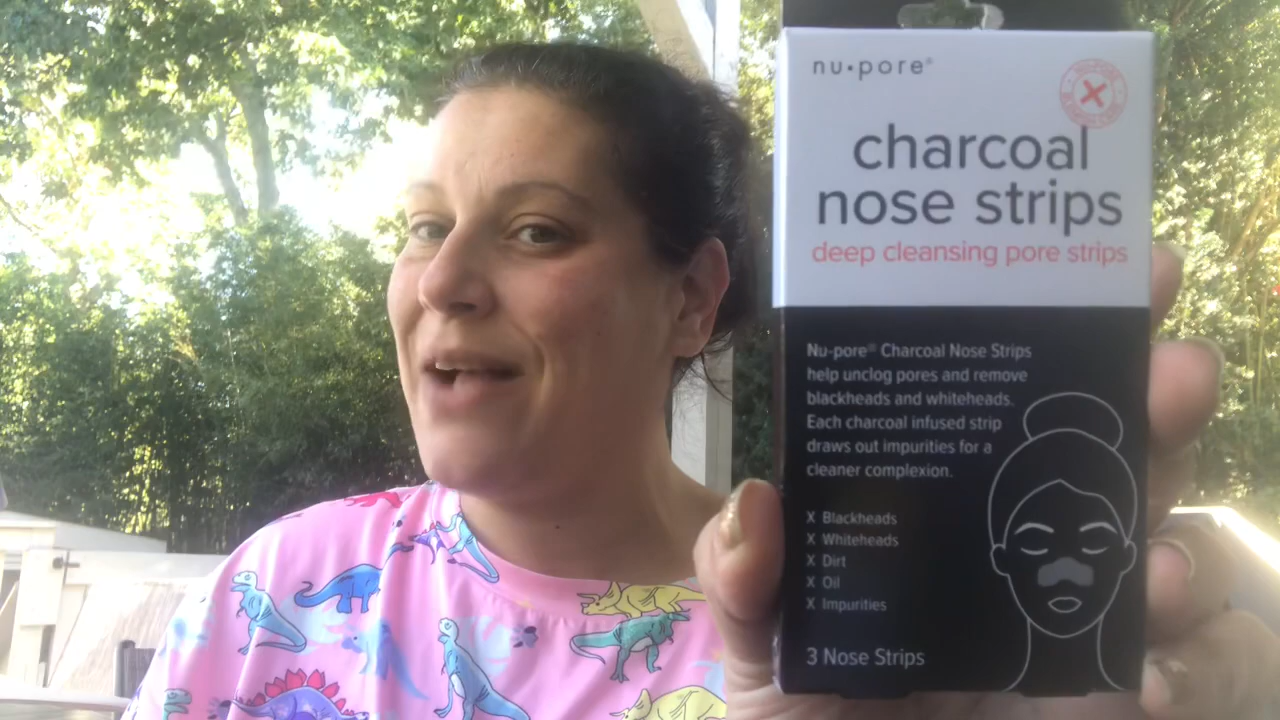 nu•pore®
charcoal
nose strips
deep cleansing pore strips
Nu-pore® Charcoal Nose Strips
help unclog pores and remove
blackheads and whiteheads.
Each charcoal infused strip
draws out impurities for a
cleaner complexion.
X Blackheads
X Whiteheads
X Dirt
X Oil
X Impurities
3 Nose Strips